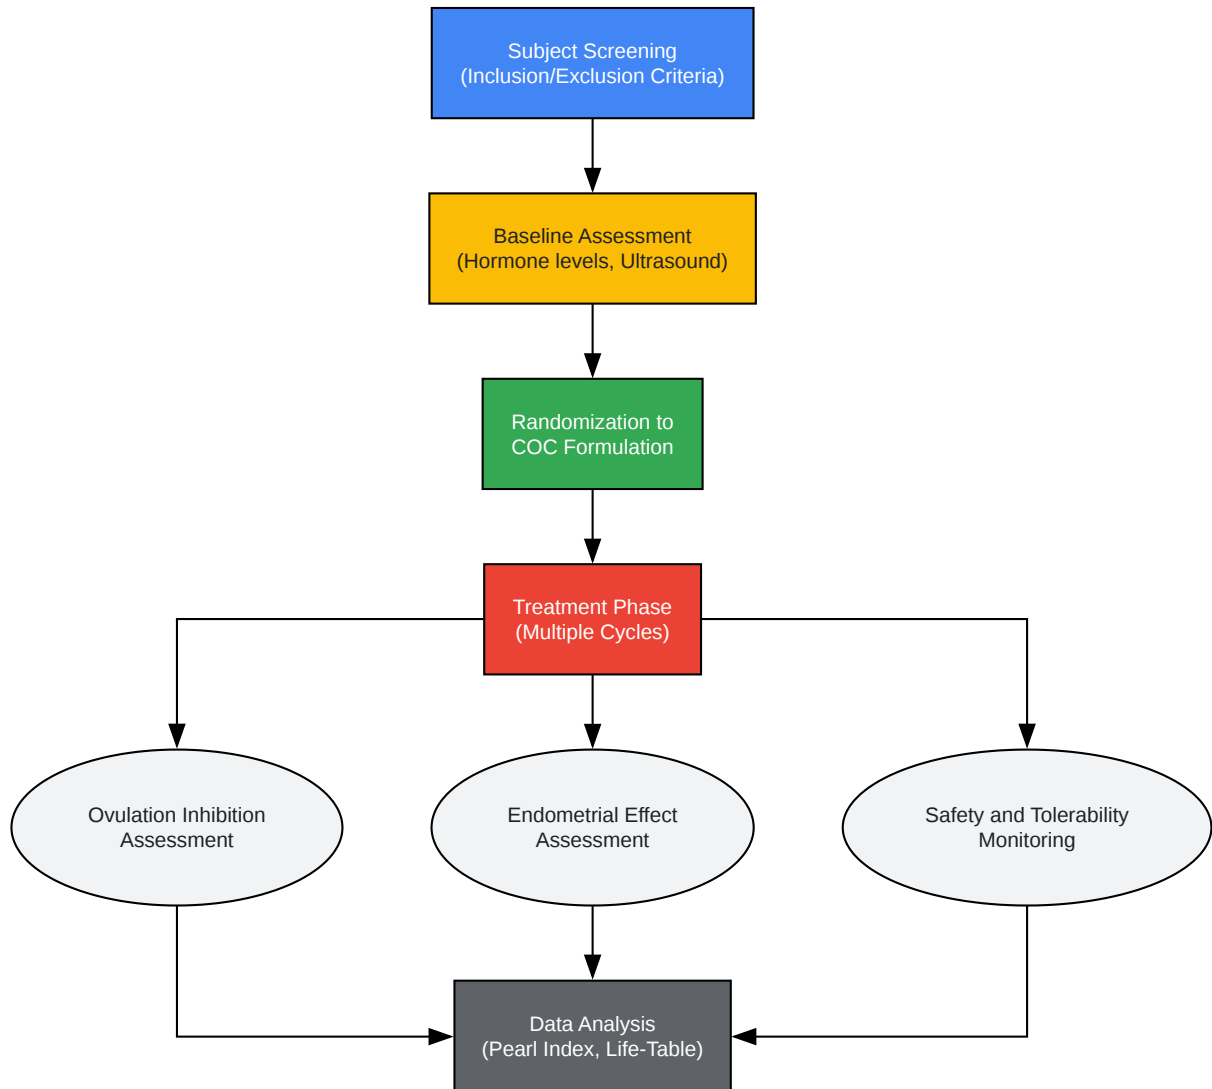 Subject Screening
(Inclusion/Exclusion Criteria)
Baseline Assessment
(Hormone levels, Ultrasound)
Randomization to
COC Formulation
Treatment Phase
(Multiple Cycles)
Ovulation Inhibition
Assessment
Endometrial Effect
Assessment
Safety and Tolerability
Monitoring
Data Analysis
(Pearl Index, Life-Table)